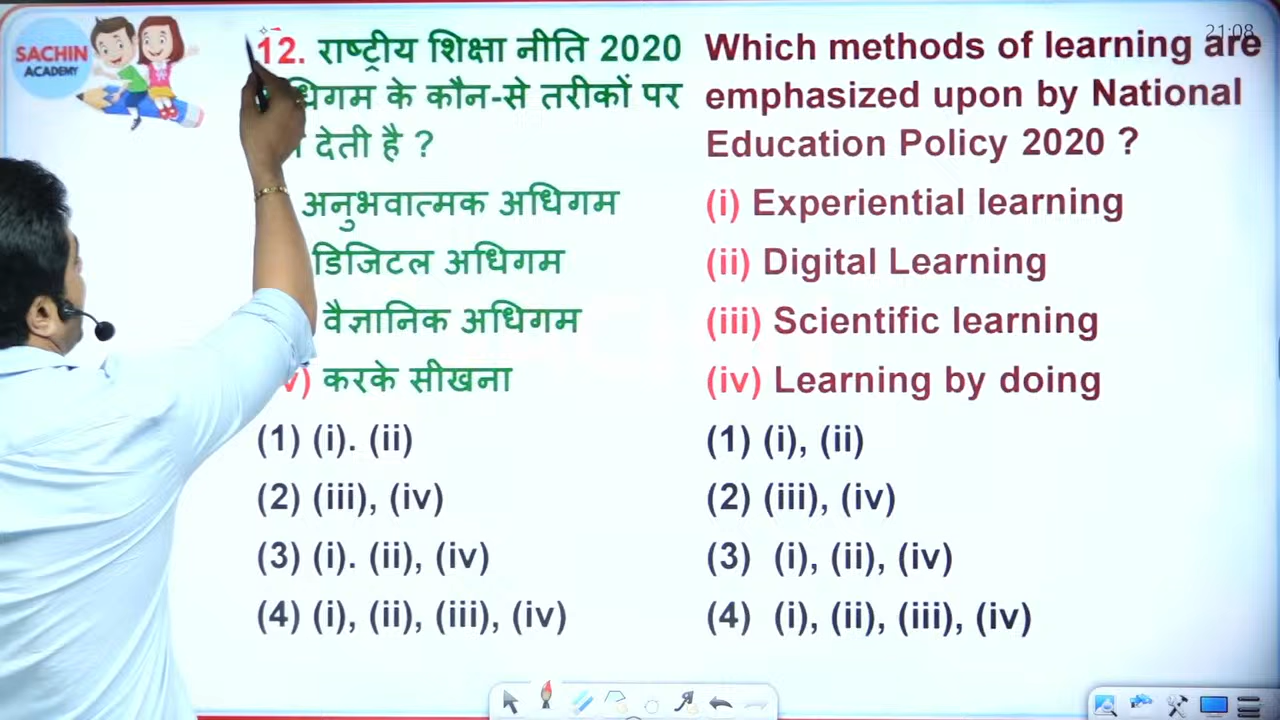 SACHIN
ACADEMY
21:08
12. राष्ट्रीय शिक्षा नीति 2020
के कौन-से तरीकों पर
देती है ?
अनुभवात्मक अधिगम
डिजिटल अधिगम
वैज्ञानिक अधिगम
करके सीखना
(1) (i). (ii)
(2) (iii), (iv)
(3) (i). (ii), (iv)
(4) (i), (ii), (iii), (iv)
Which methods of learning are
emphasized upon by National
Education Policy 2020 ?
(i) Experiential learning
(ii) Digital Learning
(iii) Scientific learning
(iv) Learning by doing
(1) (i), (ii)
(2) (iii), (iv)
(3) (i), (ii), (iv)
(4) (i), (ii), (iii), (iv)